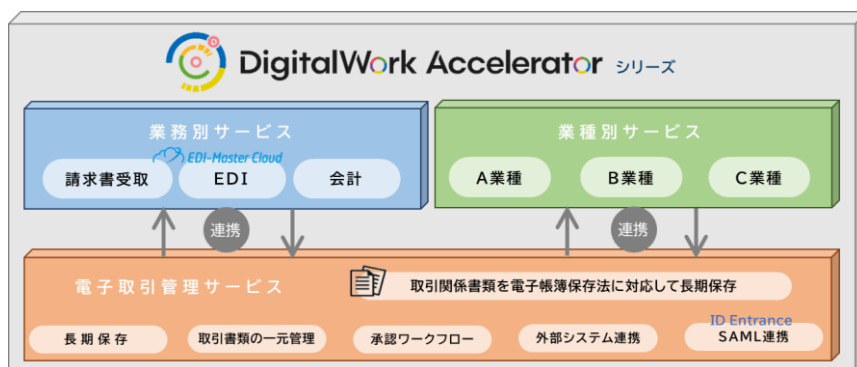 DigitalWork Accelerator シリーズ
業務別サービス
EDI-Master Cloud
請求書受取
EDI
会計
業種別サービス
A業種
B業種
C業種
連携
連携
電子取引管理サービス
取引関係書類を電子帳簿保存法に対応して長期保存
長期保存
取引書類の一元管理
承認ワークフロー
外部システム連携
ID Entrance
SAML連携